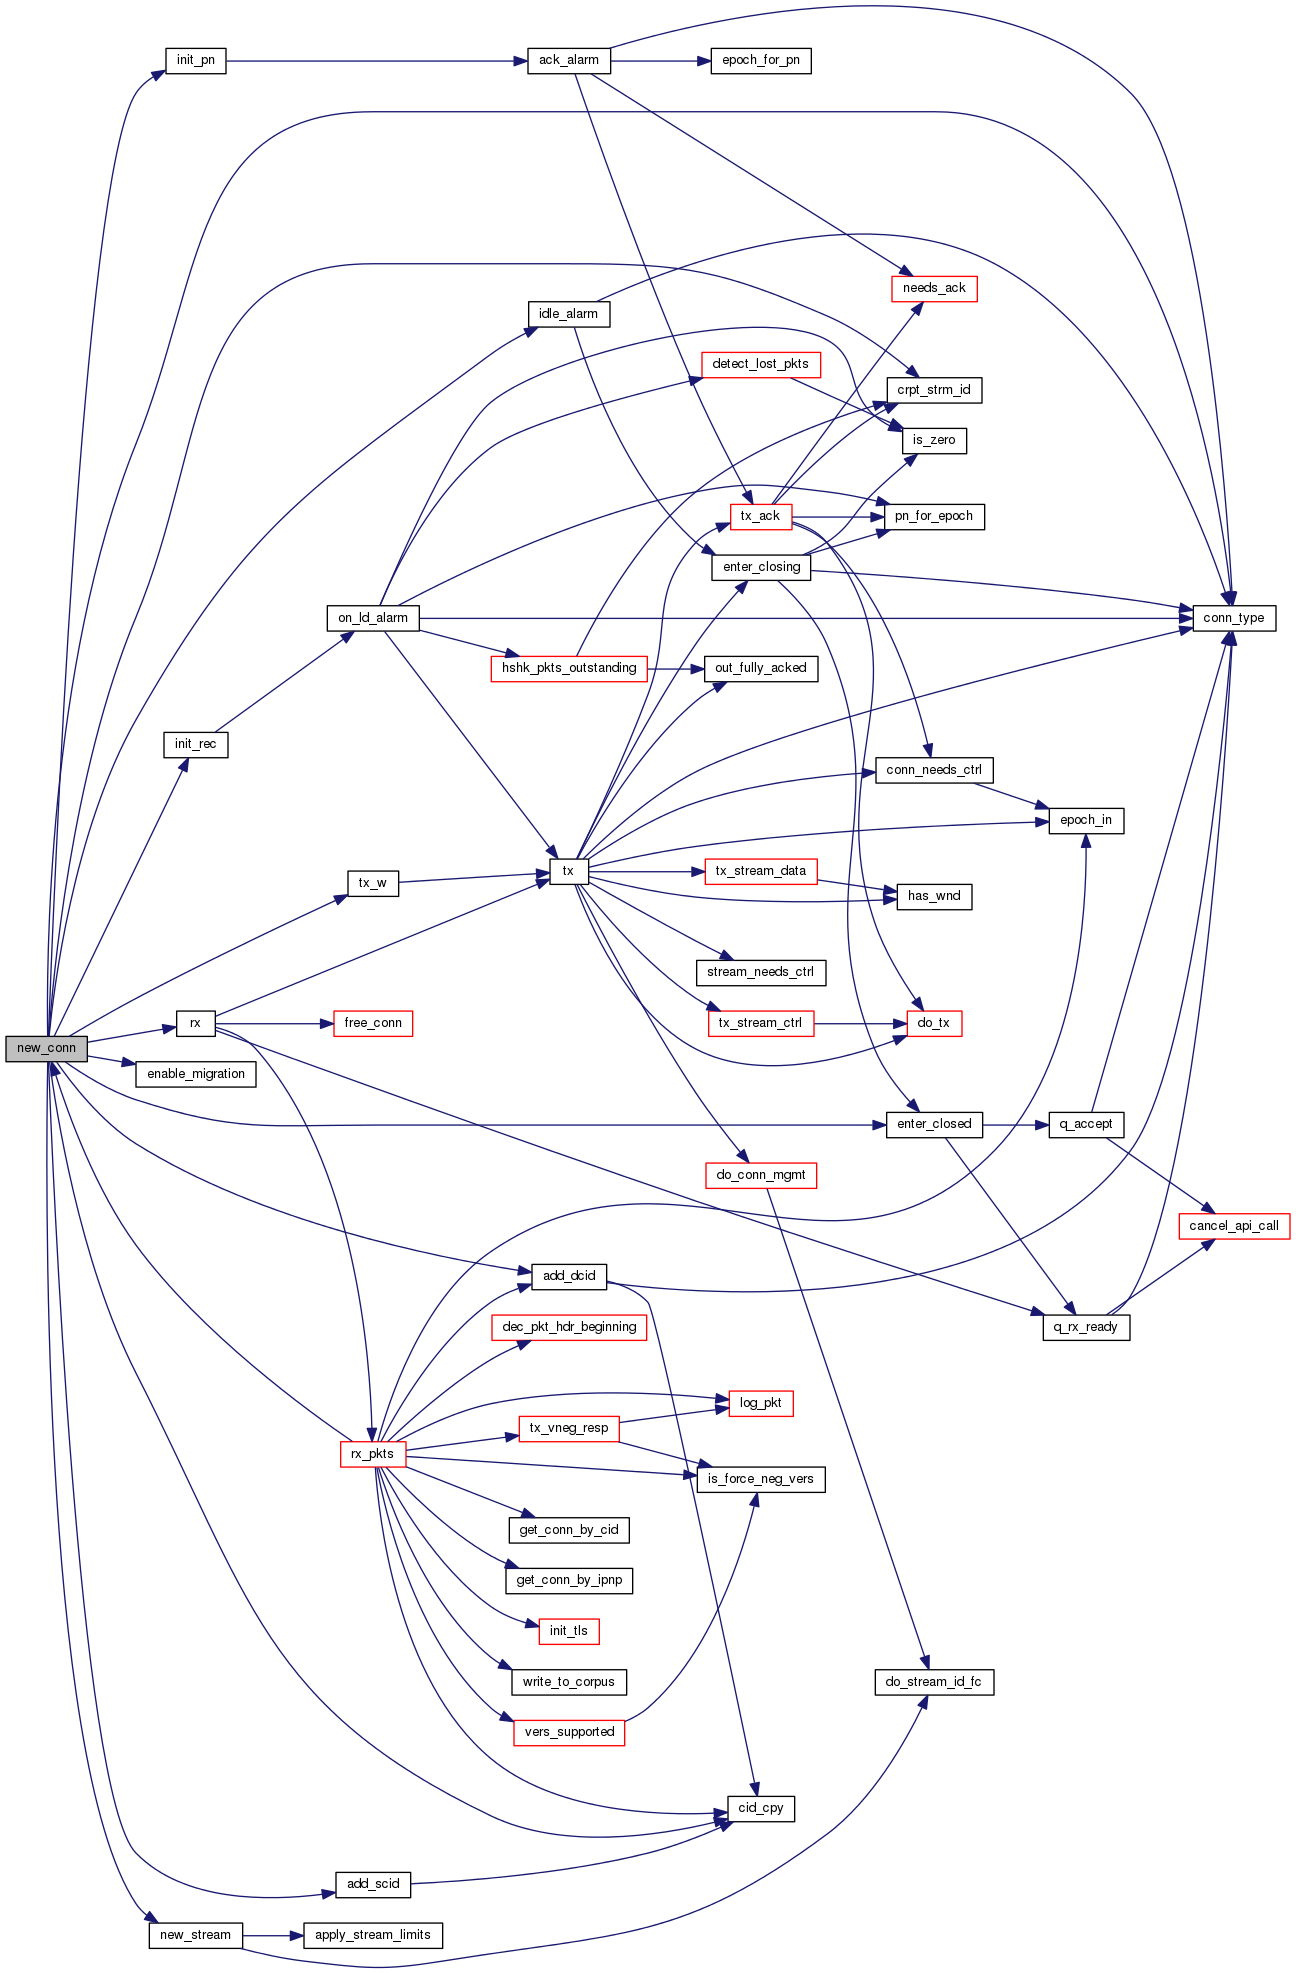 init_pn
ack_alarm
epoch_for_pn
needs_ack
idle_alarm
detect_lost_pkts
crpt_strm_id
is_zero
tx_ack
pn_for_epoch
enter_closing
on_ld_alarm
conn_type
hshk_pkts_outstanding
out_fully_acked
init_rec
conn_needs_ctrl
epoch_in
tx
tx_stream_data
tx_w
has_wnd
stream_needs_ctrl
rx
free_conn
tx_stream_ctrl
do_tx
new_conn
enable_migration
enter_closed
q_accept
do_conn_mgmt
cancel_api_call
add_dcid
dec_pkt_hdr_beginning
q_rx_ready
log_pkt
tx_vneg_resp
rx_pkts
is_force_neg_vers
get_conn_by_cid
get_conn_by_ipnp
init_tls
write_to_corpus
do_stream_id_fc
vers_supported
cid_cpy
add_scid
new_stream
apply_stream_limits